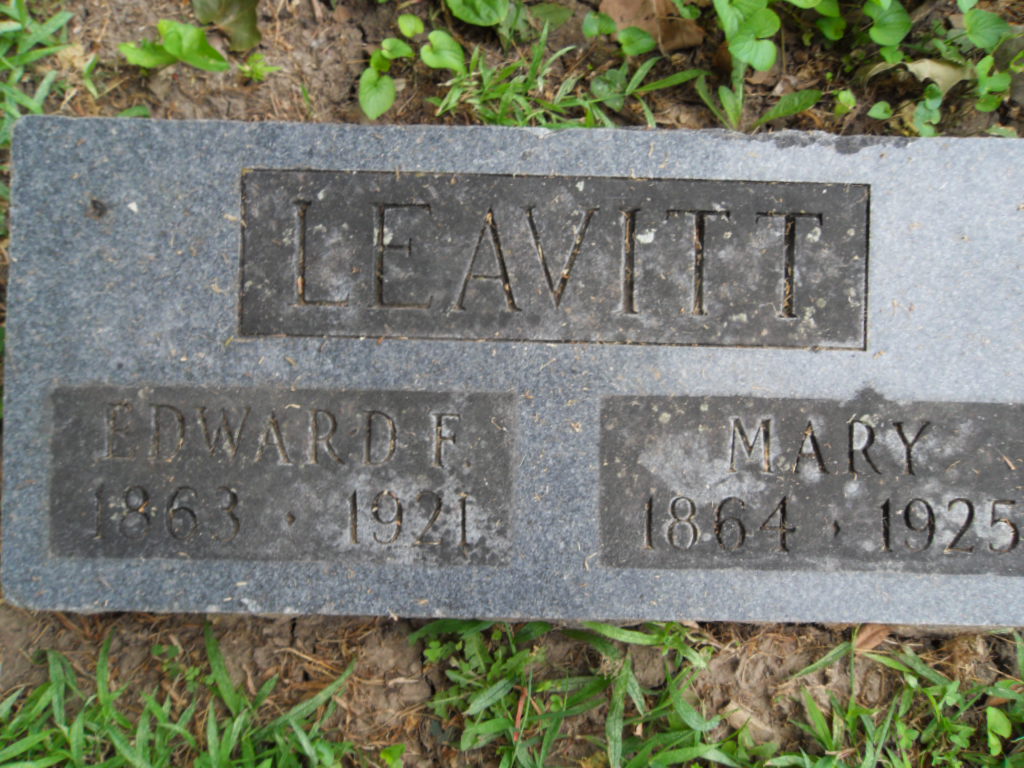 LEAVITT
EDWARD F.
1863 · 1921
MARY
1864 · 1925